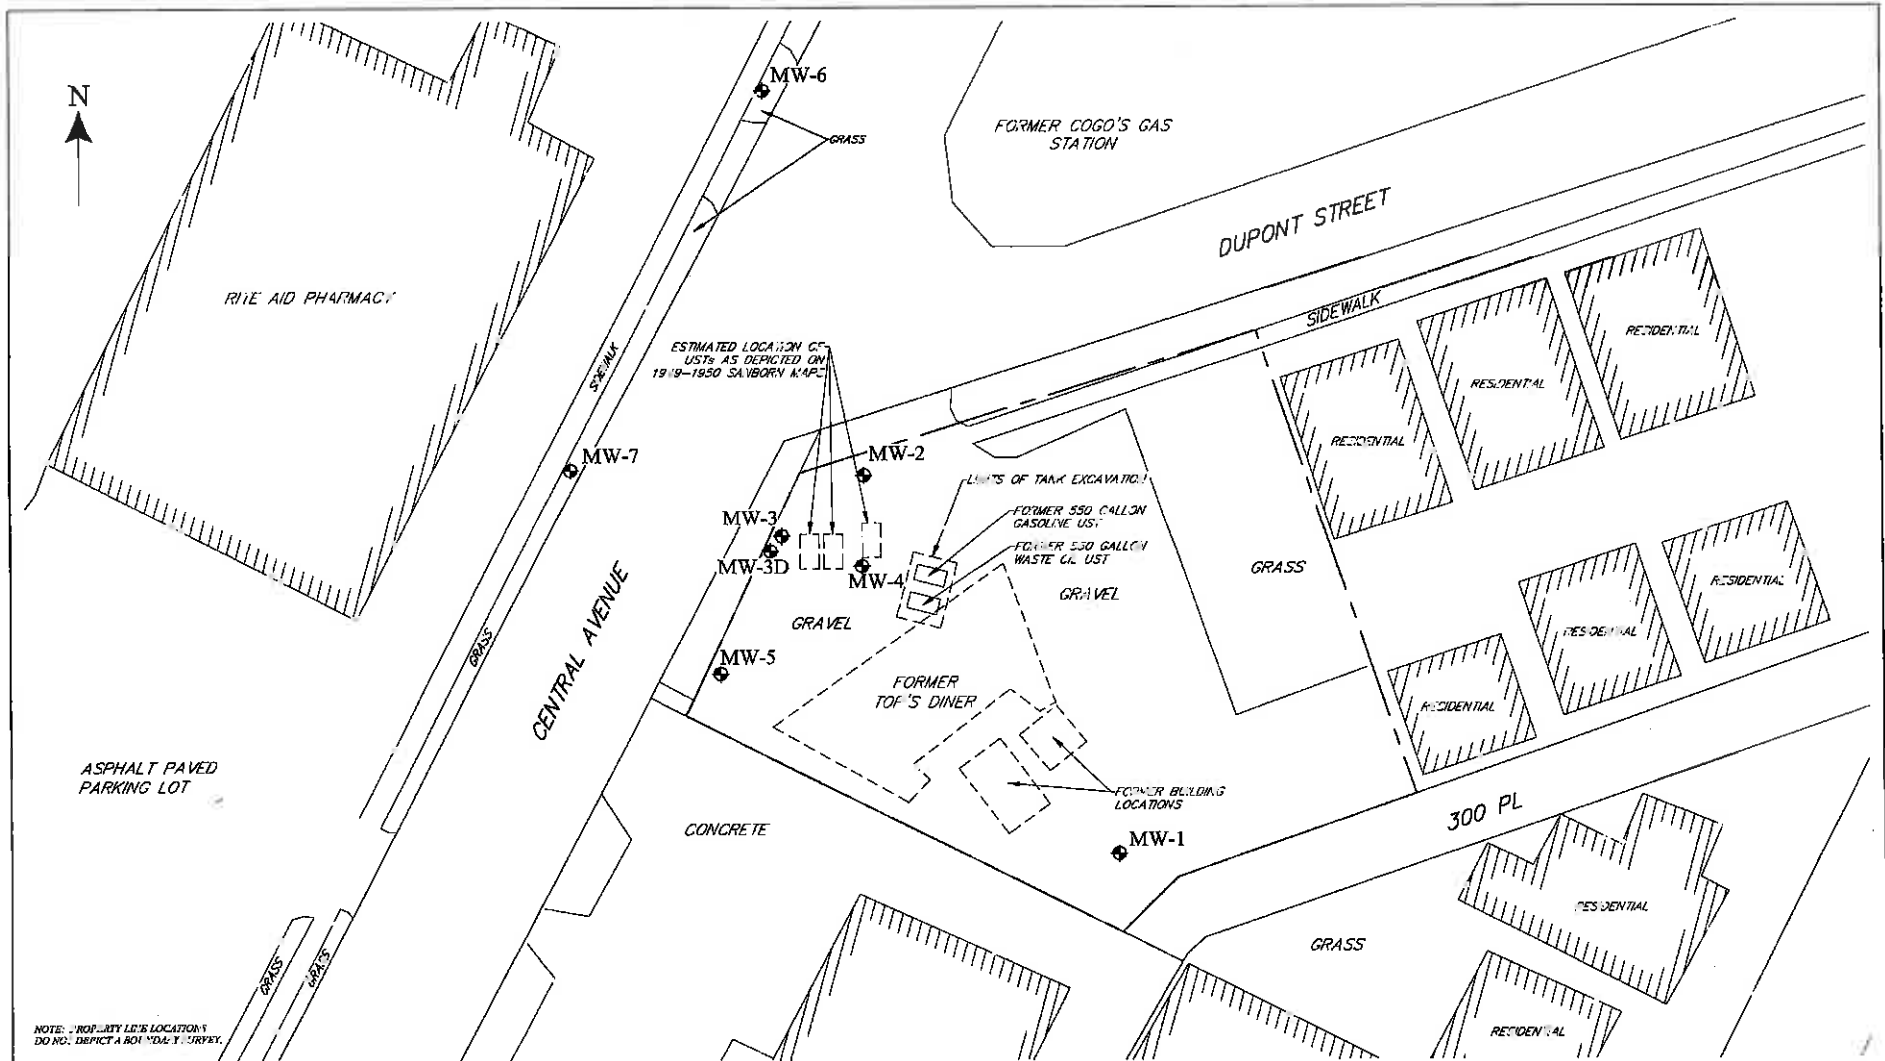 N
MW-6
GRASS
FORMER COGO'S GAS
STATION
DUPONT STREET
SIDEWALK
RITE AID PHARMACY
RESIDENTIAL
RESIDENTIAL
RESIDENTIAL
ESTIMATED LOCATION OF
USTs AS DEPICTED ON
SANBORN MAPS
SIDEWALK
MW-7
MW-2
LIMITS OF TANK EXCAVATION
FORMER 550 GALLON
GASOLINE UST
FORMER 550 GALLON
WASTE OIL UST
MW-3
MW-3D
MW-4
GRAVEL
GRAVEL
GRASS
RESIDENTIAL
RESIDENTIAL
RESIDENTIAL
GRASS
CENTRAL AVENUE
MW-5
FORMER
DINER
FORMER BUILDING
LOCATIONS
ASPHALT PAVED
PARKING LOT
CONCRETE
MW-1
300 PL
RESIDENTIAL
GRASS
GRASS
GRASS
RESIDENTIAL
NOTE: PROPERTY LINE LOCATIONS
DO NOT DEPICT A BOUNDARY SURVEY.